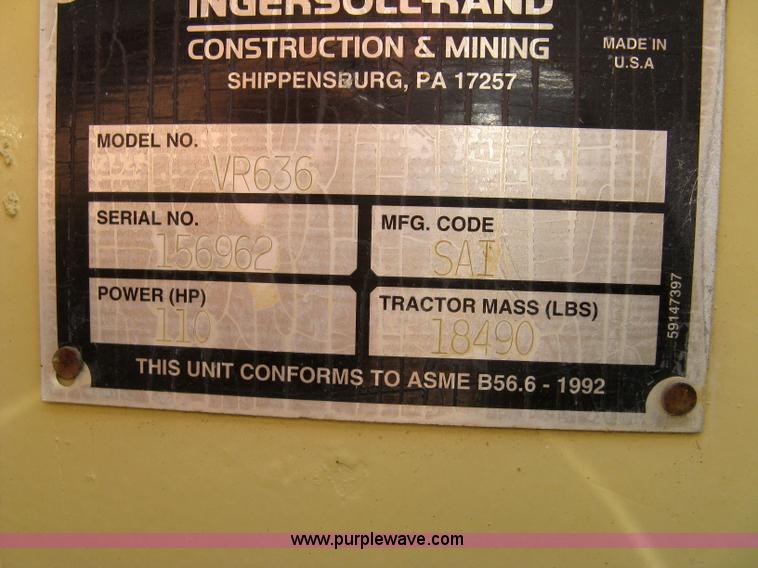 INGERSOLL-RAND
CONSTRUCTION & MINING
SHIPPENSBURG, PA 17257
MADE IN
U.S.A
MODEL NO.
VR636
SERIAL NO.
156962
MFG. CODE
SAI
POWER (HP)
110
TRACTOR MASS (LBS)
18490
59147397
THIS UNIT CONFORMS TO ASME B56.6 - 1992
www.purplewave.com